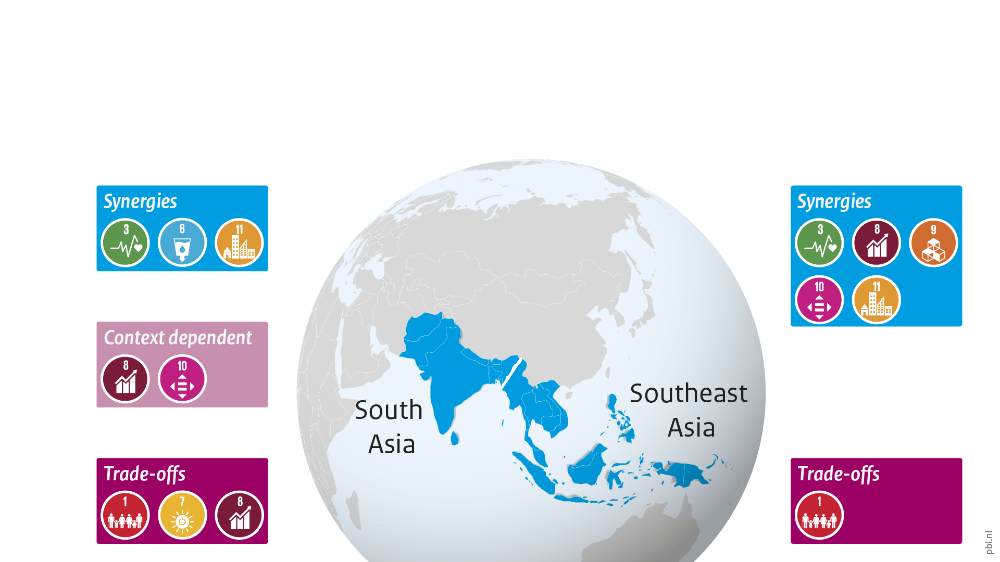 Synergies
3 6 11
Context dependent
8 10
Trade-offs
1 7 8
South
Asia
Southeast
Asia
Synergies
3 8 9
10 11
Trade-offs
1
pbl.nl